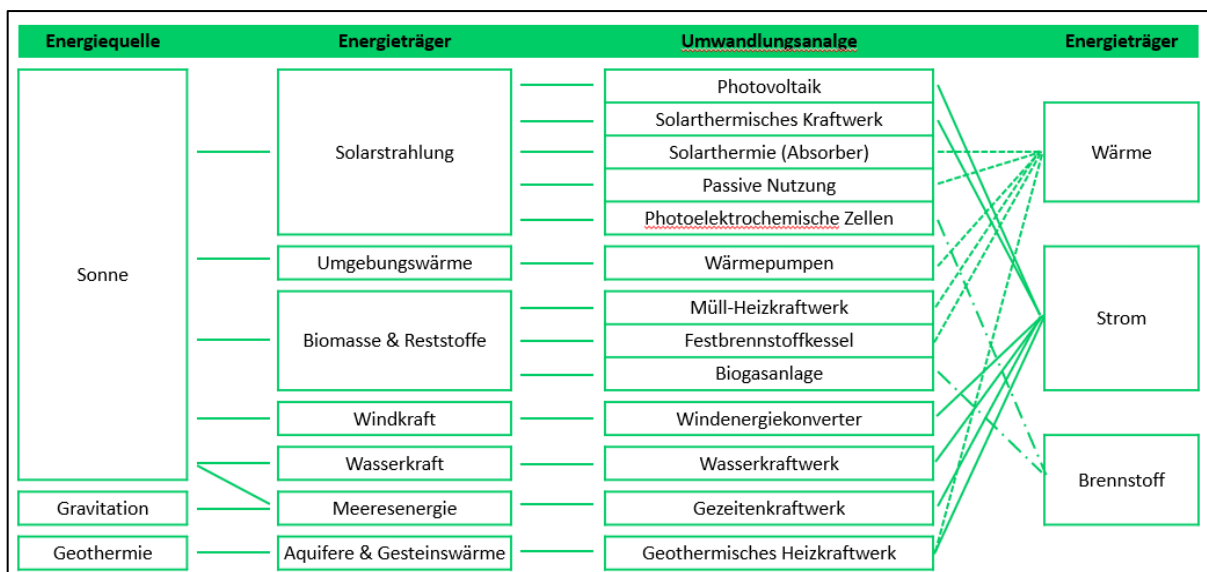 Energiequelle Energieträger Umwandlungsanalge Energieträger
Sonne
Gravitation
Geothermie
Solarstrahlung
Umgebungswärme
Biomasse & Reststoffe
Windkraft
Wasserkraft
Meeresenergie
Aquifere & Gesteinswärme
Photovoltaik
Solarthermisches Kraftwerk
Solarthermie (Absorber)
Passive Nutzung
Photoelektrochemische Zellen
Wärmepumpen
Müll-Heizkraftwerk
Festbrennstoffkessel
Biogasanlage
Windenergiekonverter
Wasserkraftwerk
Gezeitenkraftwerk
Geothermisches Heizkraftwerk
Wärme
Strom
Brennstoff